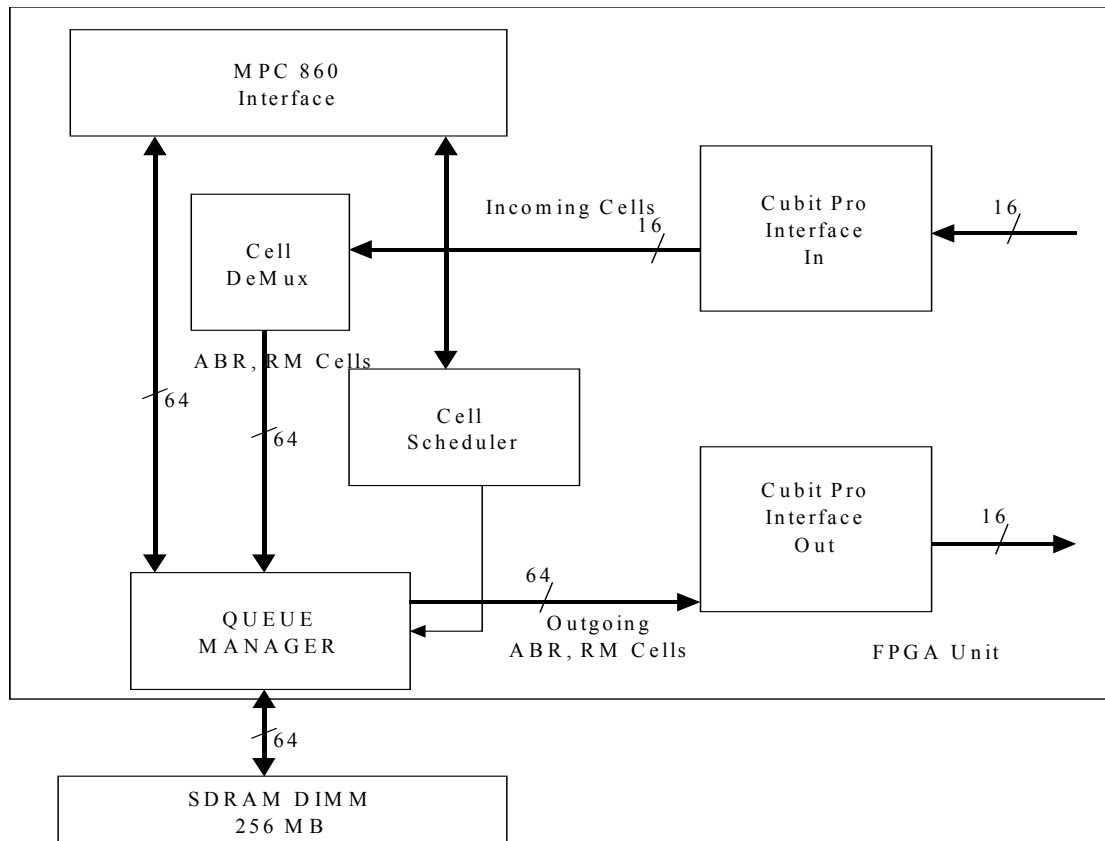 MPC 860
Interface
Cubit Pro
Interface
In
16
Incoming Cells
16
Cell
DeMux
ABR, RM Cells
64
64
Cell
Scheduler
Cubit Pro
Interface
Out
16
64
QUEUE
MANAGER
Outgoing
ABR, RM Cells
FPGA Unit
64
SDRAM DIMM
256 MB